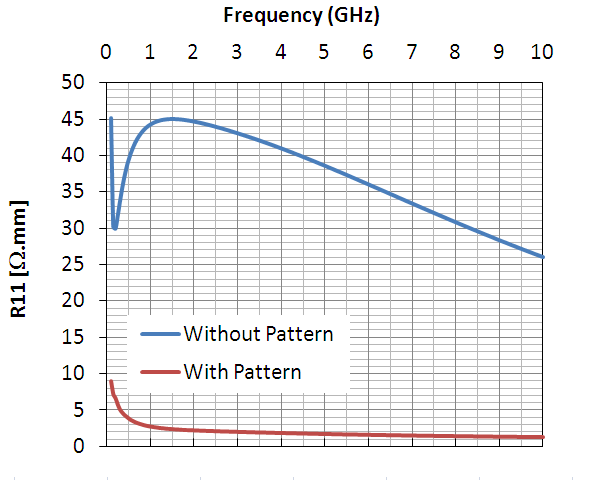 Frequency (GHz)
0 1 2 3 4 5 6 7 8 9 10
50
45
40
35
30
25
20
15
10
5
0
R11 [Ω.mm]
Without Pattern
With Pattern